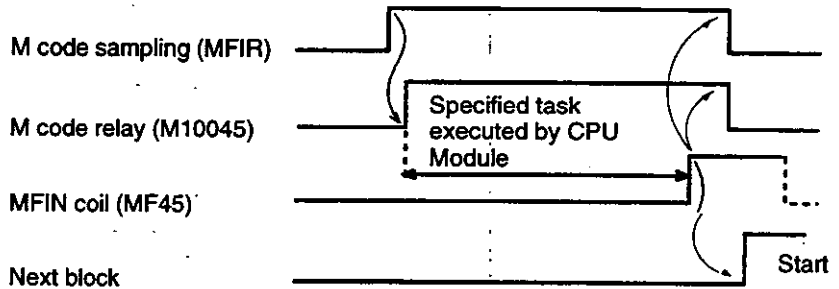 M code sampling (MFIR)
M code relay (M10045)
Specified task
executed by CPU
Module
MFIN coil (MF45)
Next block
Start